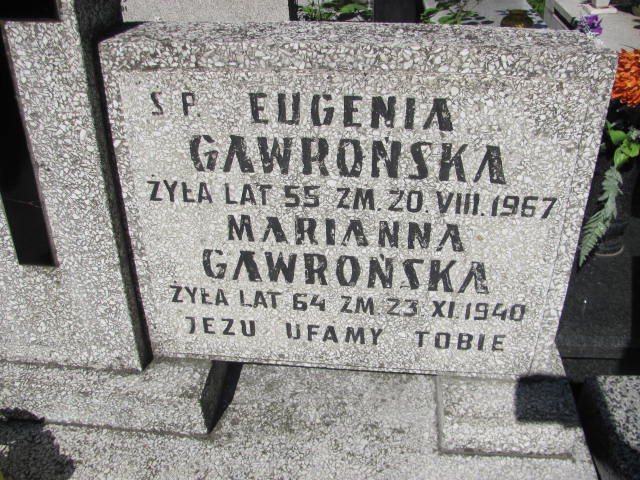 Ś.P. EUGENIA
GAWROŃSKA
ŻYŁA LAT 55 ZM. 20.VIII.1967
MARIANNA
GAWROŃSKA
ŻYŁA LAT 64 ZM. 23.XI.1940
JEZU UFAMY TOBIE